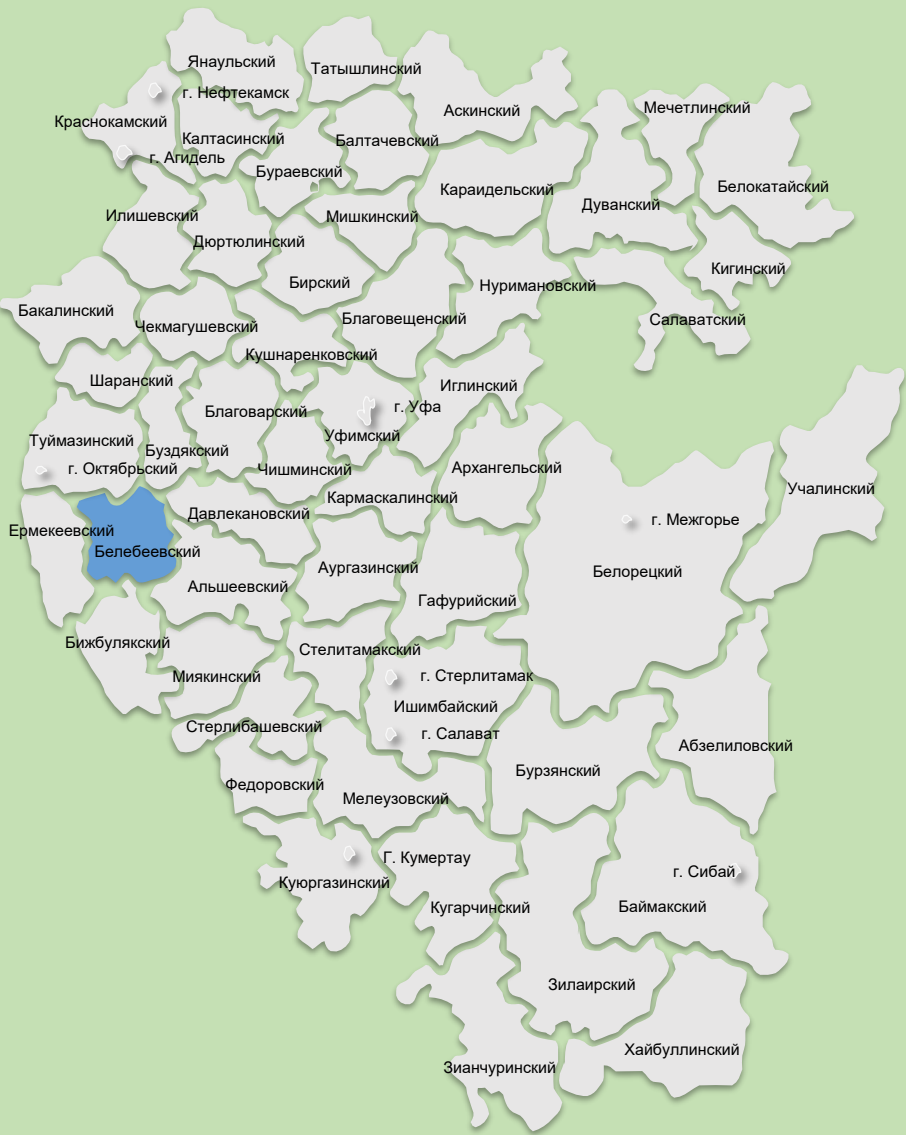 Янаульский
Татышлинский
г. Нефтекамск
Аскинский
Мечетлинский
Краснокамский
Калтасинский
Балтачевский
г. Агидель
Бураевский
Караидельский
Белокатайский
Дуванский
Илишевский
Мишкинский
Дюртюлинский
Кигинский
Бирский
Нуримановский
Бакалинский
Благовещенский
Салаватский
Чекмагушевский
Кушнаренковский
Шаранский
Иглинский
Благоварский
г. Уфа
Уфимский
Туймазинский
Буздякский
г. Октябрьский
Чишминский
Архангельский
Учалинский
Кармаскалинский
Давлекановский
г. Межгорье
Ермекеевский
Белебеевский
Аургазинский
Белорецкий
Альшеевский
Гафурийский
Бижбулякский
Стелитамакский
Миякинский
г. Стерлитамак
Ишимбайский
Стерлибашевский
г. Салават
Абзелиловский
Бурзянский
Федоровский
Мелеузовский
Г. Кумертау
г. Сибай
Куюргазинский
Кугарчинский
Баймакский
Зилаирский
Хайбуллинский
Зианчуринский